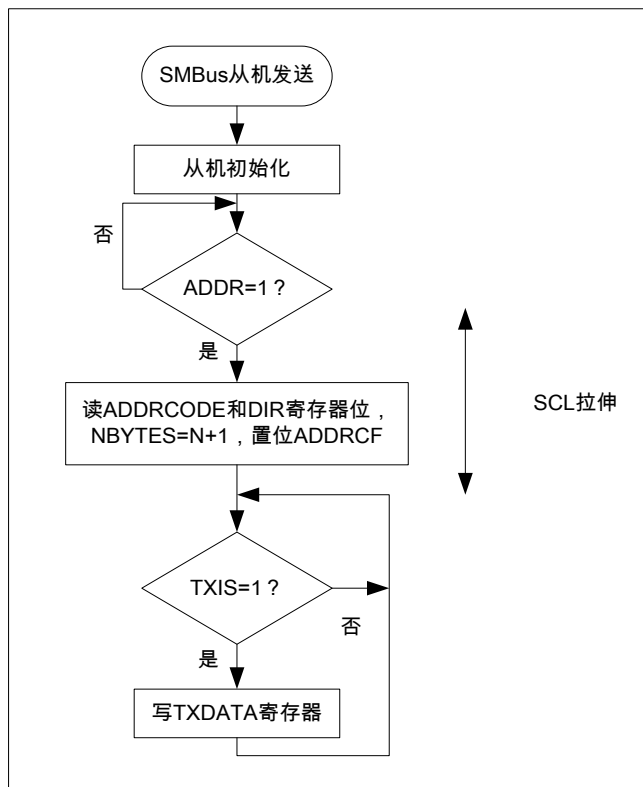 SMBus从机发送
从机初始化
否
ADDR=1？
是
读ADDRCODE和DIR寄存器位，
NBYTES=N+1，置位ADDRCF
SCL拉伸
TXIS=1？
否
是
写TXDATA寄存器